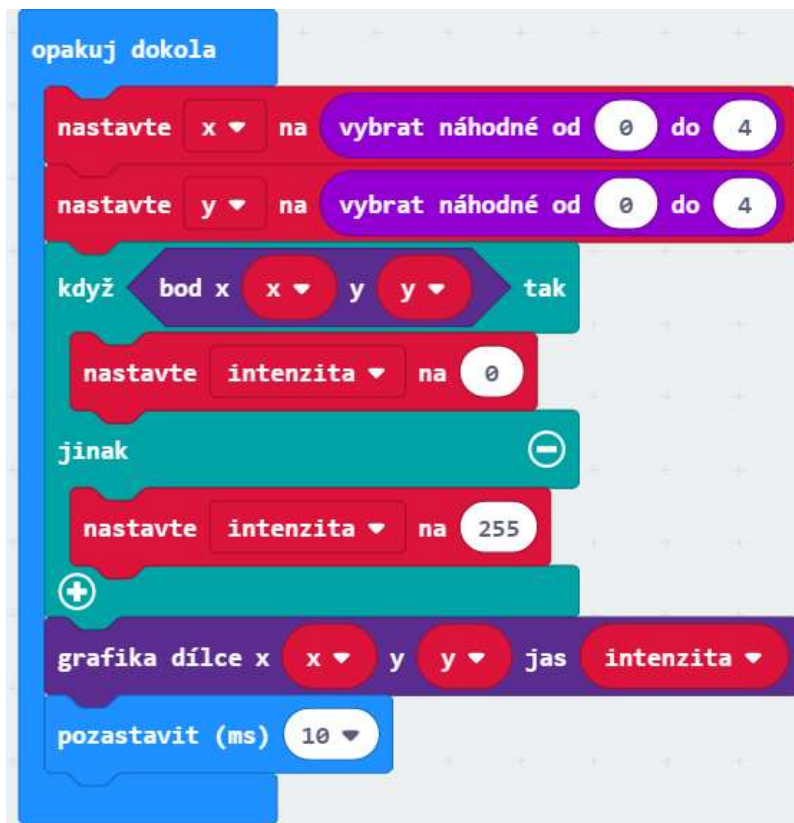 opakuj dokola
nastavte x na vybrat náhodné od 0 do 4
nastavte y na vybrat náhodné od 0 do 4
když bod x x y y tak
nastavte intenzita na 0
jinak
nastavte intenzita na 255
grafika dílce x x y y jas intenzita
pozastavit (ms) 10